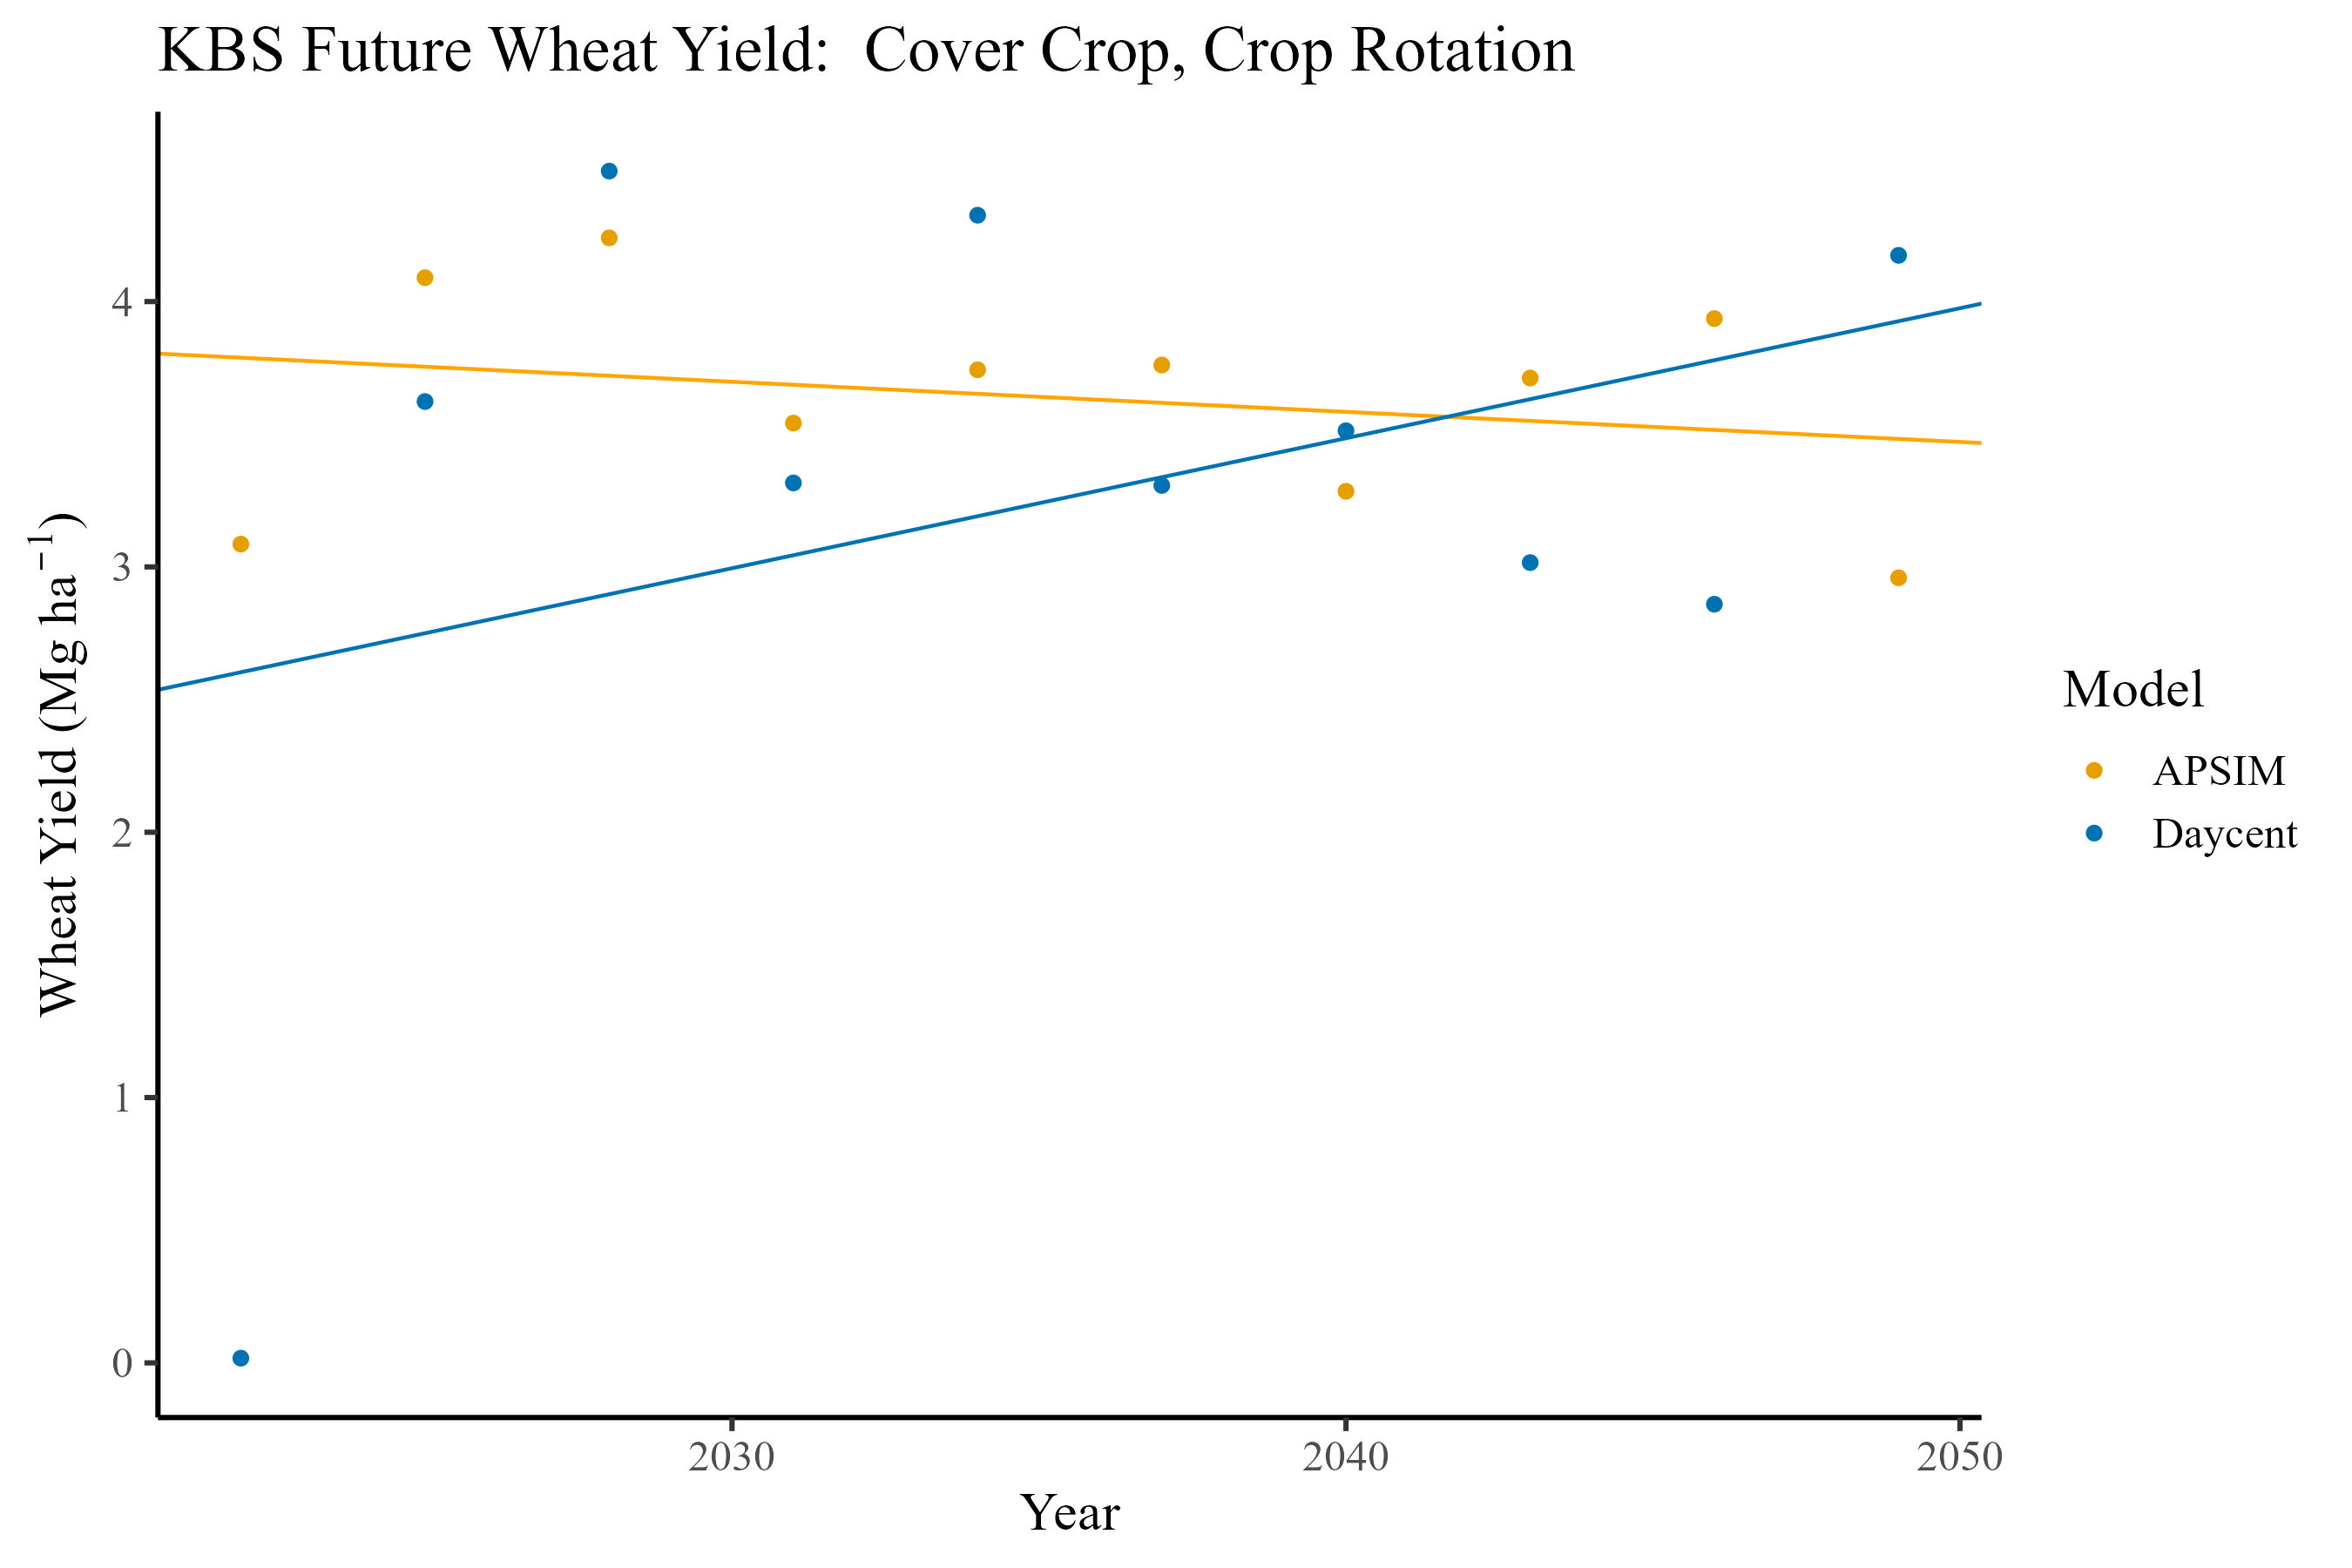 KBS Future Wheat Yield:  Cover Crop, Crop Rotation
Wheat Yield (Mg ha⁻¹)
4
3
2
1
0
2030
2040
2050
Year
Model
APSIM
Daycent